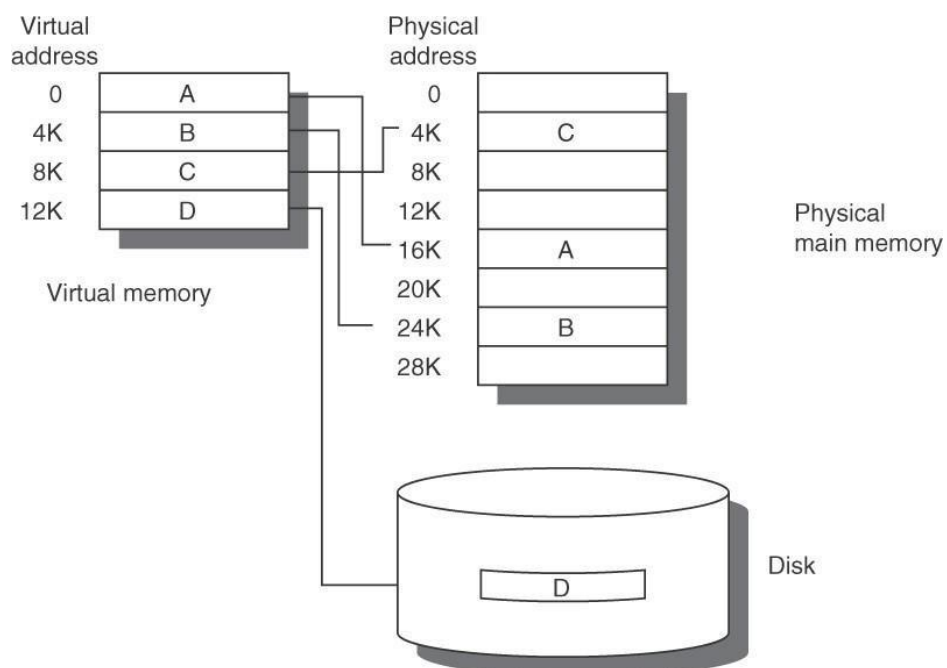 Virtual
address
0
A
4K
B
8K
C
12K
D
Virtual memory
Physical
address
0
4K
C
8K
12K
16K
A
20K
24K
B
28K
Physical
main memory
Disk
D